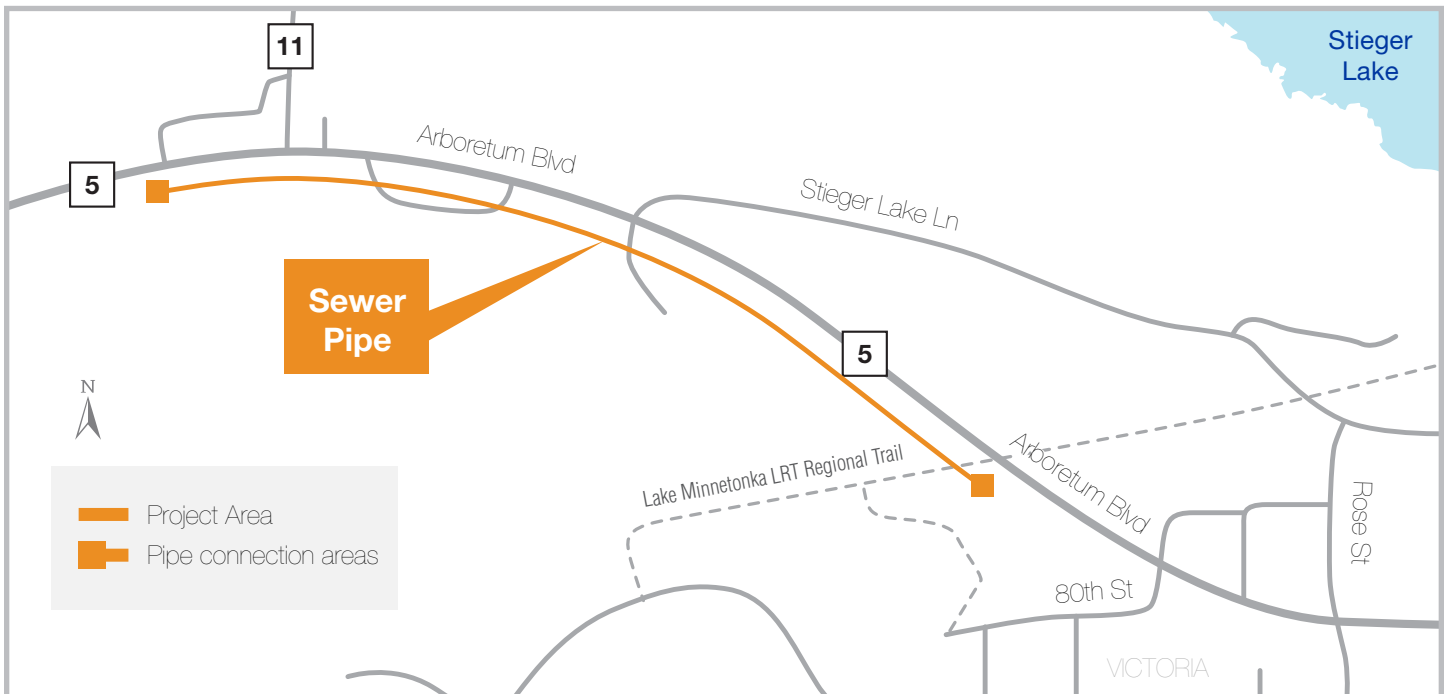 11
Stieger
Lake
Arboretum Blvd
5
Stieger Lake Ln
Sewer
Pipe
5
N
Arboretum Blvd
Lake Minnetonka LRT Regional Trail
Rose St
Project Area
Pipe connection areas
80th St
VICTORIA